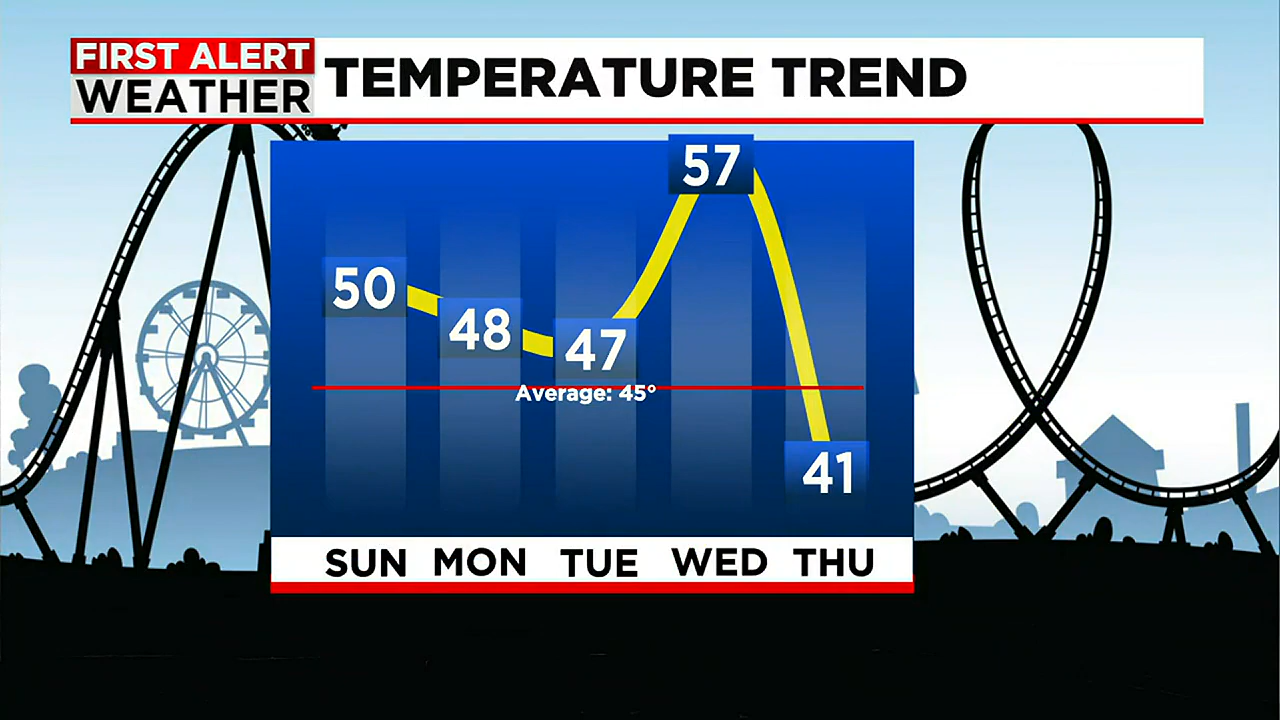 FIRST ALERT
WEATHER
TEMPERATURE TREND
57
50
48
47
Average: 45°
41
SUN MON TUE WED THU